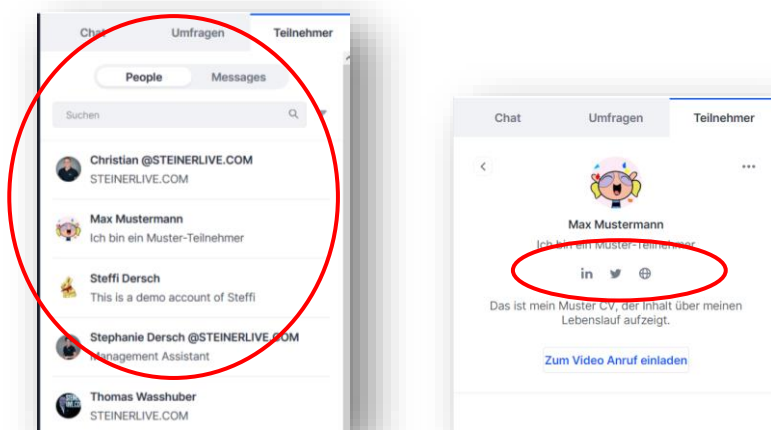 Chat Umfragen Teilnehmer
People Messages
Suchen
Christian @STEINERLIVE.COM
STEINERLIVE.COM
Max Mustermann
Ich bin ein Muster-Teilnehmer
Steffi Dersch
This is a demo account of Steffi
Stephanie Dersch @STEINERLIVE.COM
Management Assistant
Thomas Wasshuber
STEINERLIVE.COM
Chat Umfragen Teilnehmer
Max Mustermann
Ich bin ein Muster-Teilnehmer
in
Das ist mein Muster CV, der Inhalt über meinen
Lebenslauf aufzeigt.
Zum Video Anruf einladen